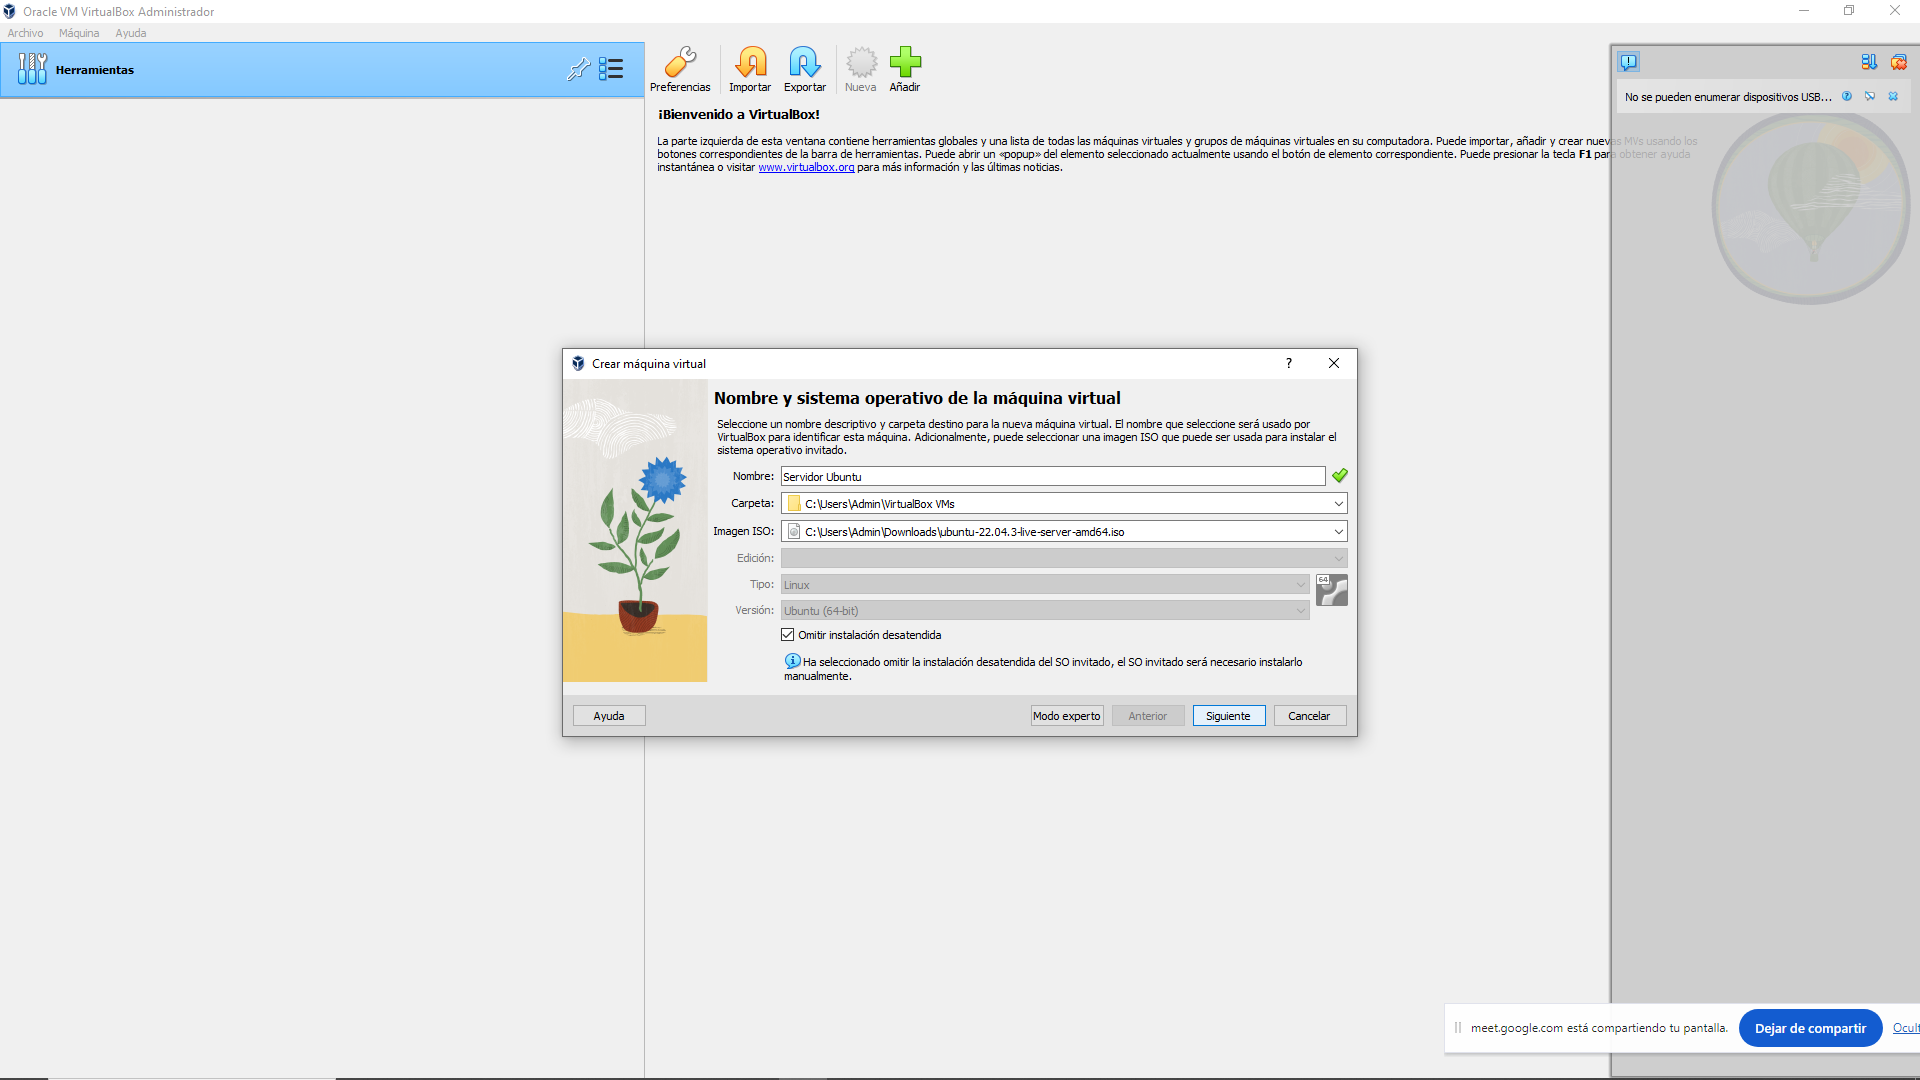 Oracle VM VirtualBox Administrador
Archivo Máquina Ayuda
Herramientas
Preferencias Importar Exportar Nueva Añadir
No se pueden enumerar dispositivos USB...
¡Bienvenido a VirtualBox!
La parte izquierda de esta ventana contiene herramientas globales y una lista de todas las máquinas virtuales y grupos de máquinas virtuales en su computadora. Puede importar, añadir y crear nuevas MVs usando los
botones correspondientes de la barra de herramientas. Puede abrir un «popup» del elemento seleccionado actualmente usando el botón de elemento correspondiente. Puede presionar la tecla F1 para obtener ayuda
instantánea o visitar www.virtualbox.org para más información y las últimas noticias.
Crear máquina virtual
?
Nombre y sistema operativo de la máquina virtual
Seleccione un nombre descriptivo y carpeta destino para la nueva máquina virtual. El nombre que seleccione será usado por
VirtualBox para identificar esta máquina. Adicionalmente, puede seleccionar una imagen ISO que puede ser usada para instalar el
sistema operativo invitado.
Nombre: Servidor Ubuntu
Carpeta: C:\Users\Admin\VirtualBox VMs
Imagen ISO: C:\Users\Admin\Downloads\ubuntu-22.04.3-live-server-amd64.iso
Edición:
Tipo: Linux
64
Versión: Ubuntu (64-bit)
Omitir instalación desatendida
Ha seleccionado omitir la instalación desatendida del SO invitado, el SO invitado será necesario instalarlo
manualmente.
Ayuda Modo experto Anterior Siguiente Cancelar
meet.google.com está compartiendo tu pantalla. Dejar de compartir Ocult